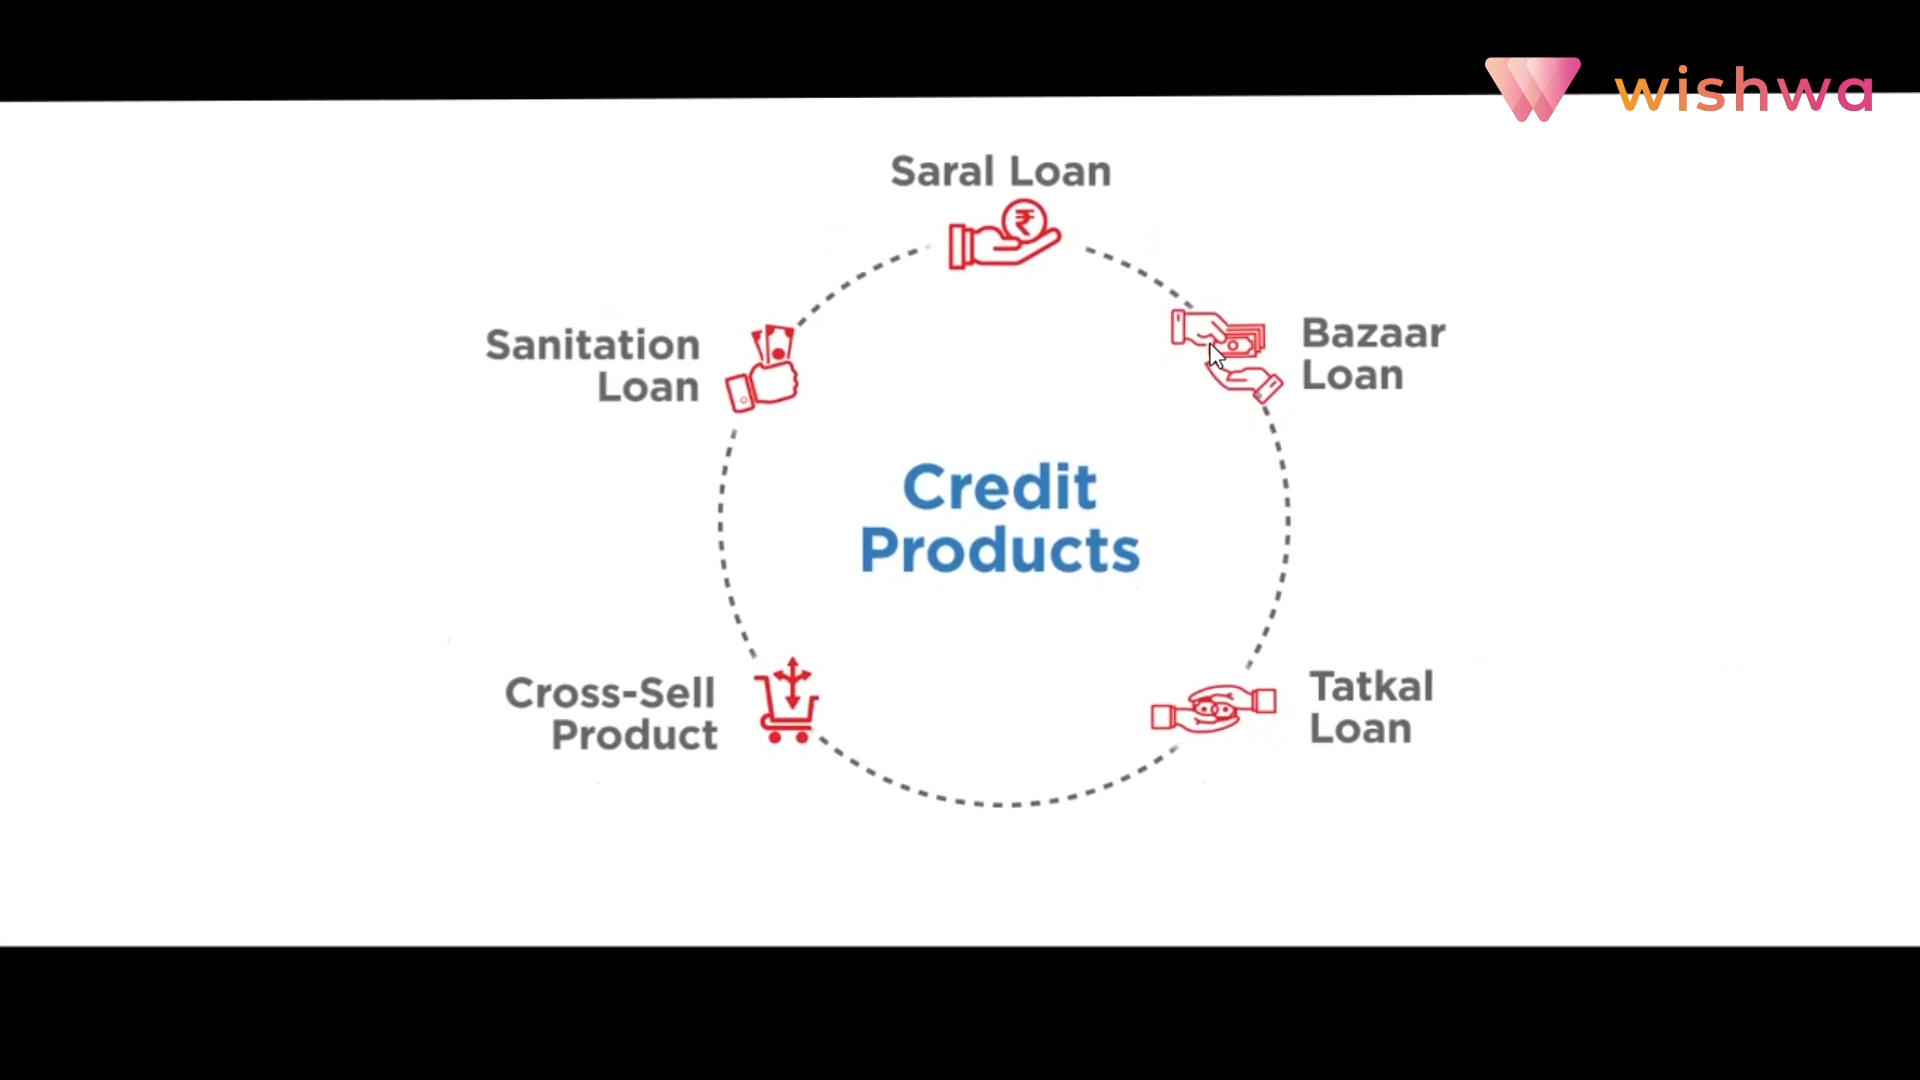 wishwa
Saral Loan
₹
Sanitation
Loan
Bazaar
Loan
Credit
Products
Cross-Sell
Product
Tatkal
Loan